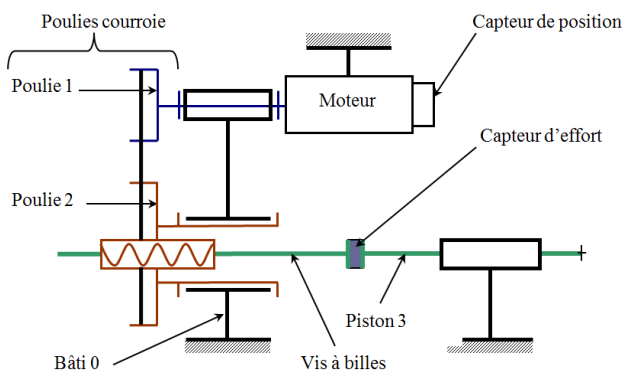 Poulies courroie
Capteur de position
Poulie 1
Moteur
Capteur d'effort
Poulie 2
Piston 3
Bâti 0
Vis à billes